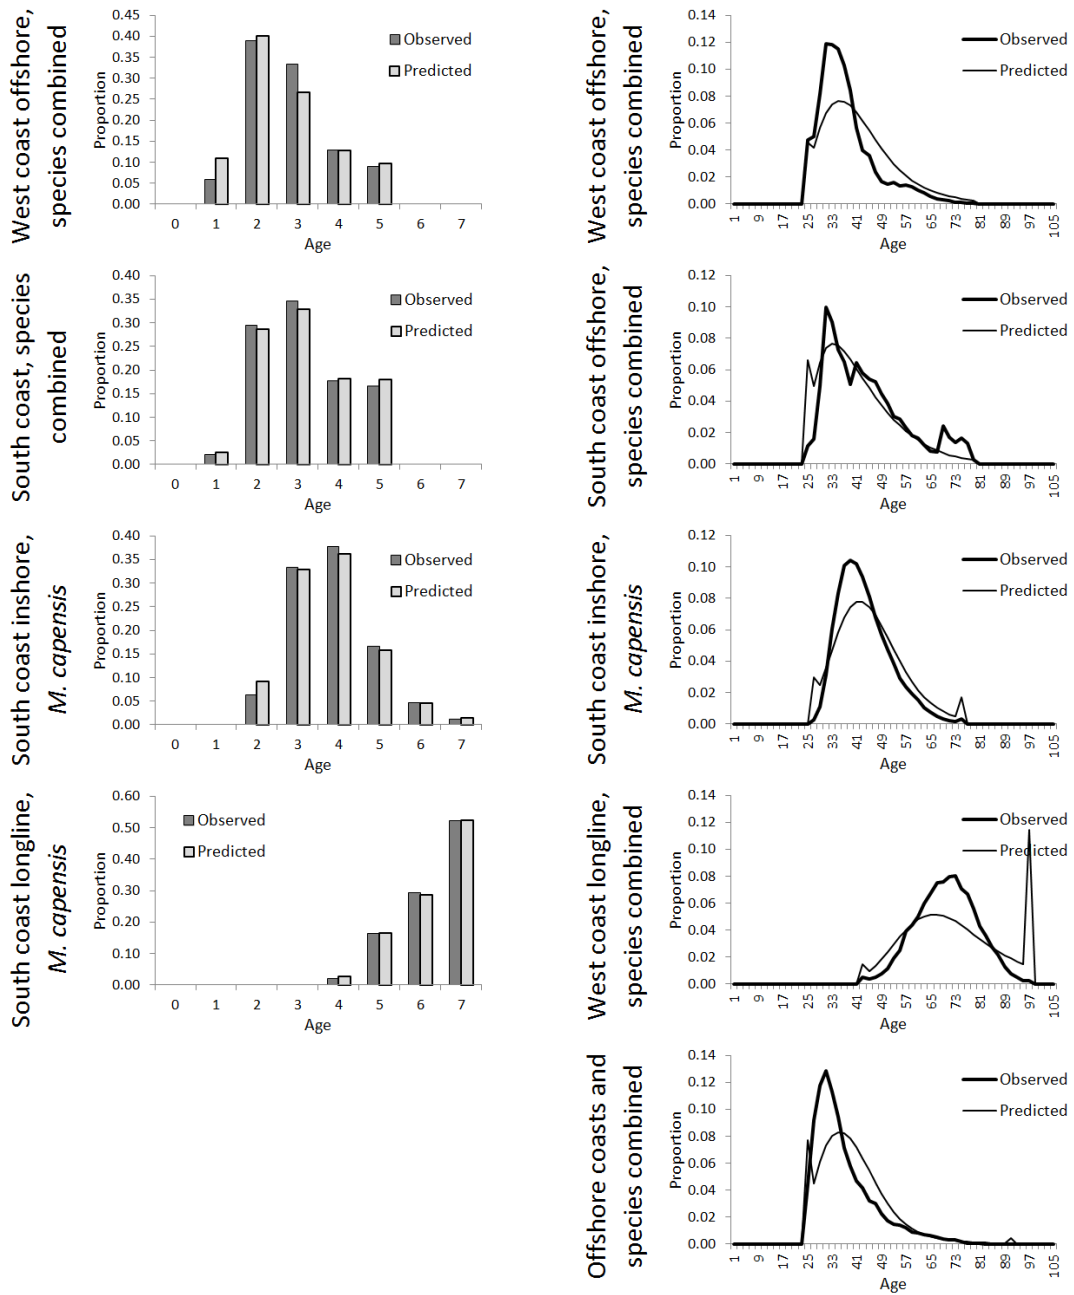 West coast offshore,
species combined
Proportion
0.45
0.40
0.35
0.30
0.25
0.20
0.15
0.10
0.05
0.00
Observed
Predicted
0 1 2 3 4 5 6 7
Age
West coast offshore,
species combined
Proportion
0.14
0.12
0.10
0.08
0.06
0.04
0.02
0.00
Observed
Predicted
1 9 17 25 33 41 49 57 65 73 81 89 97 105
Age
South coast, species
combined
Proportion
0.40
0.35
0.30
0.25
0.20
0.15
0.10
0.05
0.00
Observed
Predicted
0 1 2 3 4 5 6 7
Age
South coast offshore,
species combined
Proportion
0.12
0.10
0.08
0.06
0.04
0.02
0.00
Observed
Predicted
1 9 17 25 33 41 49 57 65 73 81 89 97 105
Age
South coast inshore,
M. capensis
Proportion
0.40
0.35
0.30
0.25
0.20
0.15
0.10
0.05
0.00
Observed
Predicted
0 1 2 3 4 5 6 7
Age
South coast inshore,
M. capensis
Proportion
0.12
0.10
0.08
0.06
0.04
0.02
0.00
Observed
Predicted
1 9 17 25 33 41 49 57 65 73 81 89 97 105
Age
South coast longline,
M. capensis
Proportion
0.60
0.50
0.40
0.30
0.20
0.10
0.00
Observed
Predicted
0 1 2 3 4 5 6 7
Age
West coast longline,
species combined
Proportion
0.14
0.12
0.10
0.08
0.06
0.04
0.02
0.00
Observed
Predicted
1 9 17 25 33 41 49 57 65 73 81 89 97 105
Age
Offshore coasts and
species combined
Proportion
0.14
0.12
0.10
0.08
0.06
0.04
0.02
0.00
Observed
Predicted
1 9 17 25 33 41 49 57 65 73 81 89 97 105
Age